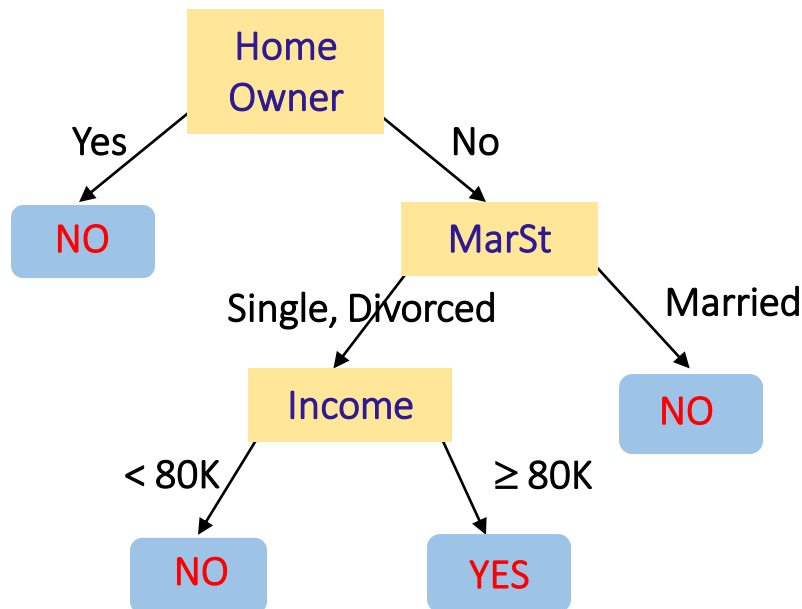 Home
Owner
Yes
No
NO
MarSt
Single, Divorced
Married
Income
NO
< 80K
≥ 80K
NO
YES